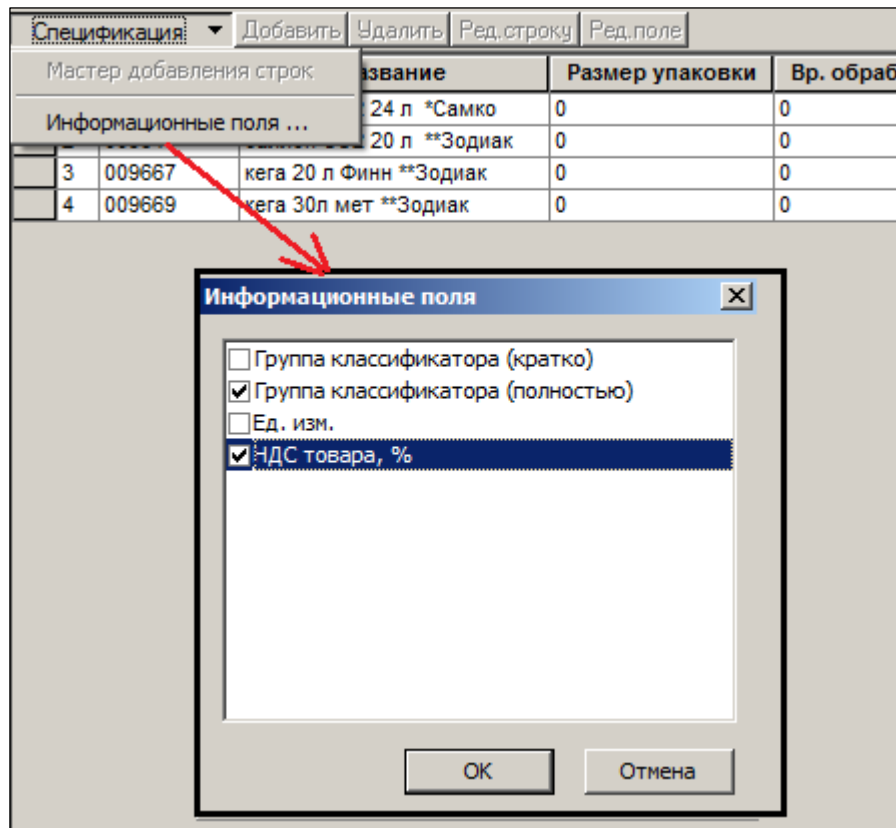 Спецификация Добавить Удалить Ред.строку Ред.поле
Мастер добавления строк
Информационные поля ...
азвание Размер упаковки Вр. обраб
24 л *Самко 0 0
20 л **Зодиак 0 0
3 009667 кега 20 л Финн **Зодиак 0 0
4 009669 кега 30л мет **Зодиак 0 0
Информационные поля
Группа классификатора (кратко)
Группа классификатора (полностью)
Ед. изм.
НДС товара, %
ОК Отмена